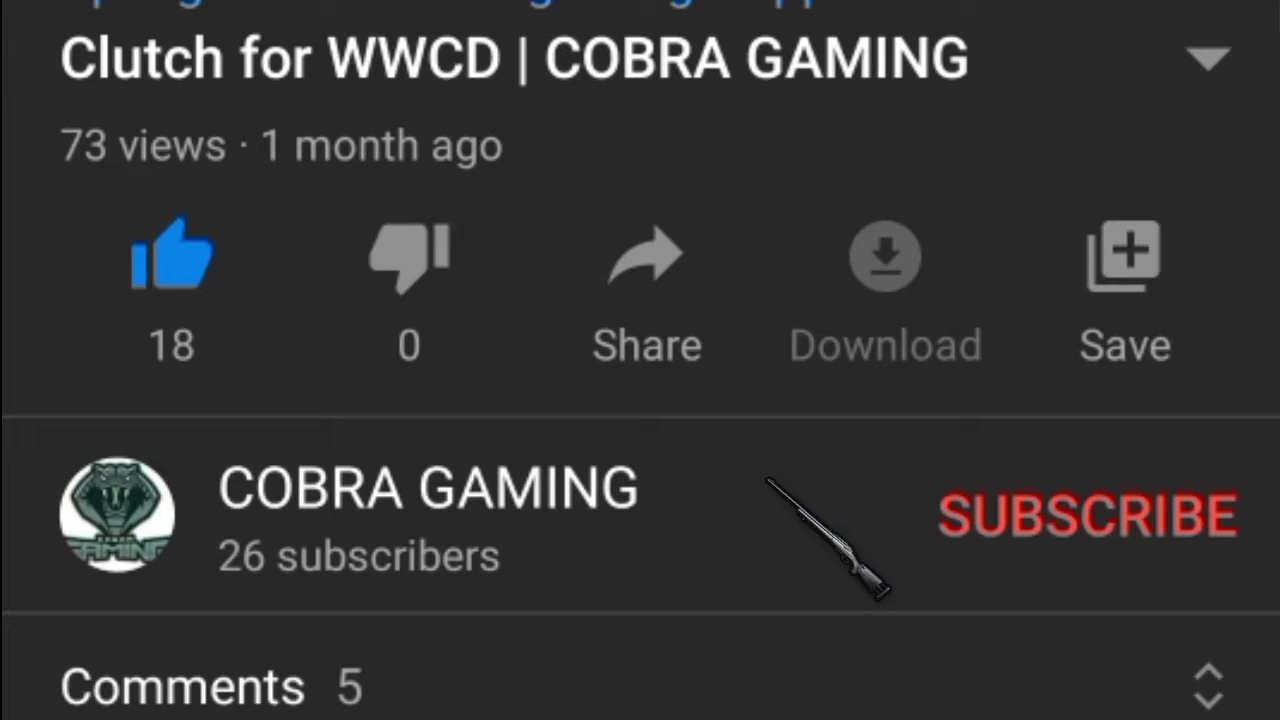 Clutch for WWCD | COBRA GAMING
73 views · 1 month ago
18 0 Share Download Save
COBRA GAMING
26 subscribers
SUBSCRIBE
GAMING
Comments 5